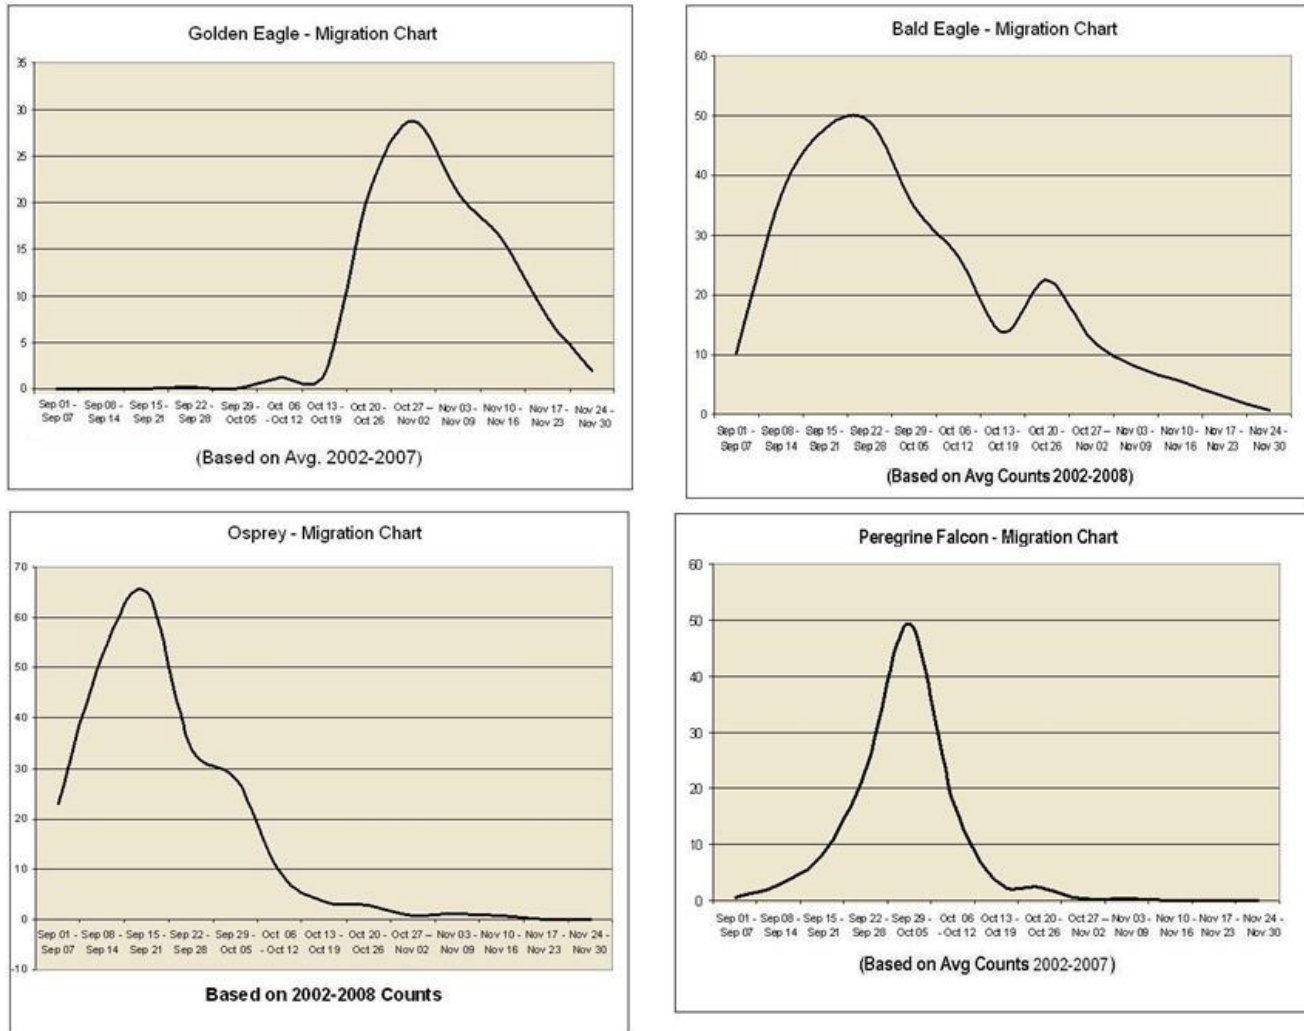 Golden Eagle - Migration Chart
35
30
25
20
15
10
5
0
Sep 01 - Sep 08 - Sep 15 - Sep 22 - Sep 29 - Oct 06 Oct 13 - Oct 20 - Oct 27 – Nov 03 - Nov 10 - Nov 17 - Nov 24 -
Sep 07 Sep 14 Sep 21 Sep 28 Oct 05 - Oct 12 Oct 19 Oct 26 Nov 02 Nov 09 Nov 16 Nov 23 Nov 30
(Based on Avg. 2002-2007)
Bald Eagle - Migration Chart
60
50
40
30
20
10
0
Sep 01 - Sep 08 - Sep 15 - Sep 22 - Sep 29 - Oct 06 Oct 13 - Oct 20 - Oct 27 – Nov 03 - Nov 10 - Nov 17 - Nov 24 -
Sep 07 Sep 14 Sep 21 Sep 28 Oct 05 - Oct 12 Oct 19 Oct 26 Nov 02 Nov 09 Nov 16 Nov 23 Nov 30
(Based on Avg Counts 2002-2008)
Osprey - Migration Chart
70
60
50
40
30
20
10
0
Sep 01 - Sep 08 - Sep 15 - Sep 22 - Sep 29 - Oct 06 Oct 13 - Oct 20 - Oct 27 – Nov 03 - Nov 10 - Nov 17 - Nov 24 -
Sep 07 Sep 14 Sep 21 Sep 28 Oct 05 - Oct 12 Oct 19 Oct 26 Nov 02 Nov 09 Nov 16 Nov 23 Nov 30
-10
Based on 2002-2008 Counts
Peregrine Falcon - Migration Chart
60
50
40
30
20
10
0
Sep 01 - Sep 08 - Sep 15 - Sep 22 - Sep 29 - Oct 06 Oct 13 - Oct 20 - Oct 27 – Nov 03 - Nov 10 - Nov 17 - Nov 24 -
Sep 07 Sep 14 Sep 21 Sep 28 Oct 05 - Oct 12 Oct 19 Oct 26 Nov 02 Nov 09 Nov 16 Nov 23 Nov 30
(Based on Avg Counts 2002-2007)